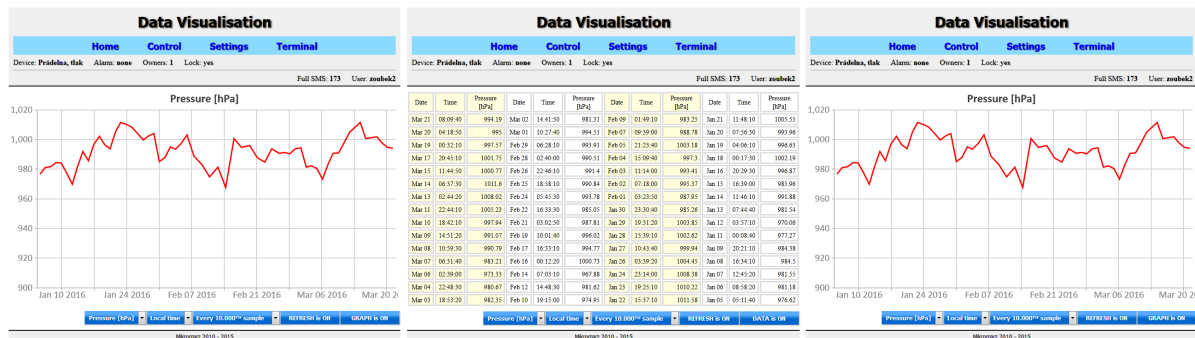 Data Visualisation
Home Control Settings Terminal
Device: Prádelna, tlak Alarm: none Owners: 1 Lock: yes
Full SMS: 173 User: zoubek2
Pressure [hPa]
1,020
1,000
980
960
940
920
900
Jan 10 2016 Jan 24 2016 Feb 07 2016 Feb 21 2016 Mar 06 2016 Mar 20 2
Pressure [hPa] Local time Every 10.000ᵀᴴ sample REFRESH is ON GRAPH is ON
Mikromarz 2010 - 2015
Data Visualisation
Home Control Settings Terminal
Device: Prádelna, tlak Alarm: none Owners: 1 Lock: yes
Full SMS: 173 User: zoubek2
Date Time Pressure [hPa] Date Time Pressure [hPa] Date Time Pressure [hPa] Date Time Pressure [hPa]
Mar 21 08:09:40 994.19 Mar 02 14:41:50 981.31 Feb 09 01:49:10 983.25 Jan 21 11:48:10 1005.55
Mar 20 04:18:50 995 Mar 01 10:27:40 994.51 Feb 07 09:39:00 988.78 Jan 20 07:56:30 993.96
Mar 19 00:32:10 997.57 Feb 29 06:28:10 993.91 Feb 05 21:23:40 1003.18 Jan 19 04:06:10 996.63
Mar 17 20:45:10 1001.75 Feb 28 02:40:00 990.51 Feb 04 15:09:40 997.3 Jan 18 00:17:30 1002.19
Mar 15 11:44:50 1000.77 Feb 26 22:46:10 991.4 Feb 03 11:14:00 993.41 Jan 16 20:29:30 996.87
Mar 14 06:37:30 1011.6 Feb 25 18:58:10 990.84 Feb 02 07:18:00 995.37 Jan 15 16:39:00 985.96
Mar 13 02:44:20 1008.02 Feb 24 05:45:30 993.78 Feb 01 03:23:50 987.95 Jan 14 11:46:10 991.88
Mar 11 22:44:10 1005.23 Feb 22 16:33:30 985.05 Jan 30 23:30:40 985.26 Jan 13 07:44:40 981.54
Mar 10 18:42:10 997.94 Feb 21 03:02:50 987.81 Jan 29 19:31:20 1003.85 Jan 12 03:57:10 970.06
Mar 09 14:51:20 991.07 Feb 19 10:01:40 996.02 Jan 28 15:39:10 1002.62 Jan 11 00:08:40 977.27
Mar 08 10:59:30 990.79 Feb 17 16:33:10 994.77 Jan 27 10:43:40 999.94 Jan 09 20:21:10 984.38
Mar 07 06:31:40 983.21 Feb 16 00:12:20 1000.73 Jan 26 03:39:20 1004.45 Jan 08 16:34:10 984.5
Mar 06 02:39:00 973.33 Feb 14 07:03:10 967.88 Jan 24 23:14:00 1008.38 Jan 07 12:45:20 981.55
Mar 04 22:48:30 980.67 Feb 12 14:48:30 981.62 Jan 23 19:25:10 1010.22 Jan 06 08:58:20 981.18
Mar 03 18:53:20 982.35 Feb 10 19:15:00 974.95 Jan 22 15:37:10 1011.58 Jan 05 05:11:40 976.62
Pressure [hPa] Local time Every 10.000ᵀᴴ sample REFRESH is ON DATA is ON
Mikromarz 2010 - 2015
Data Visualisation
Home Control Settings Terminal
Device: Prádelna, tlak Alarm: none Owners: 1 Lock: yes
Full SMS: 173 User: zoubek2
Pressure [hPa]
1,020
1,000
980
960
940
920
900
Jan 10 2016 Jan 24 2016 Feb 07 2016 Feb 21 2016 Mar 06 2016 Mar 20 2
Pressure [hPa] Local time Every 10.000ᵀᴴ sample REFRESH is ON GRAPH is ON
Mikromarz 2010 - 2015